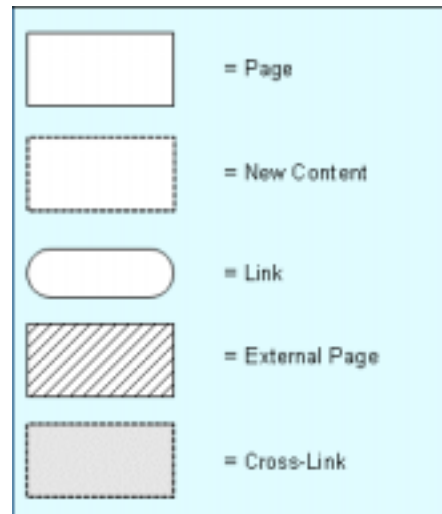 = Page
= New Content
= Link
= External Page
= Cross-Link